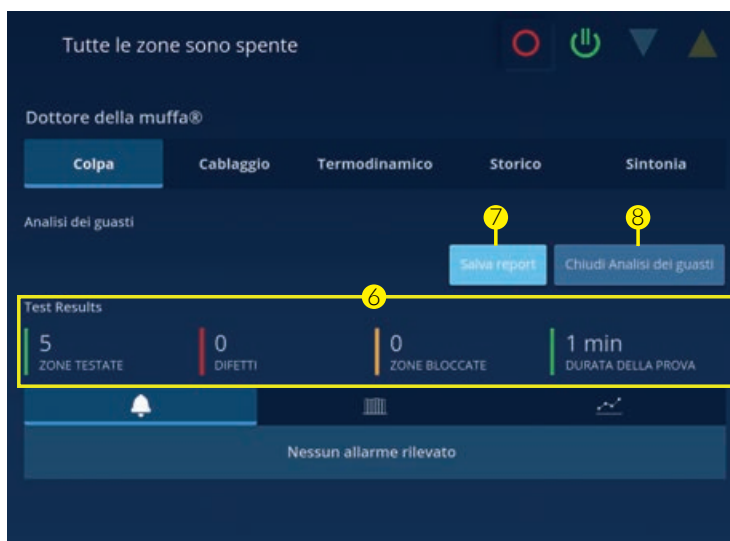 Tutte le zone sono spente
Dottore della muffa®
Colpa Cablaggio Termodinamico Storico Sintonia
Analisi dei guasti
7 8
Salva report Chiudi Analisi dei guasti
6
Test Results
5 0 0 1 min
ZONE TESTATE DIFETTI ZONE BLOCCATE DURATA DELLA PROVA
Nessun allarme rilevato